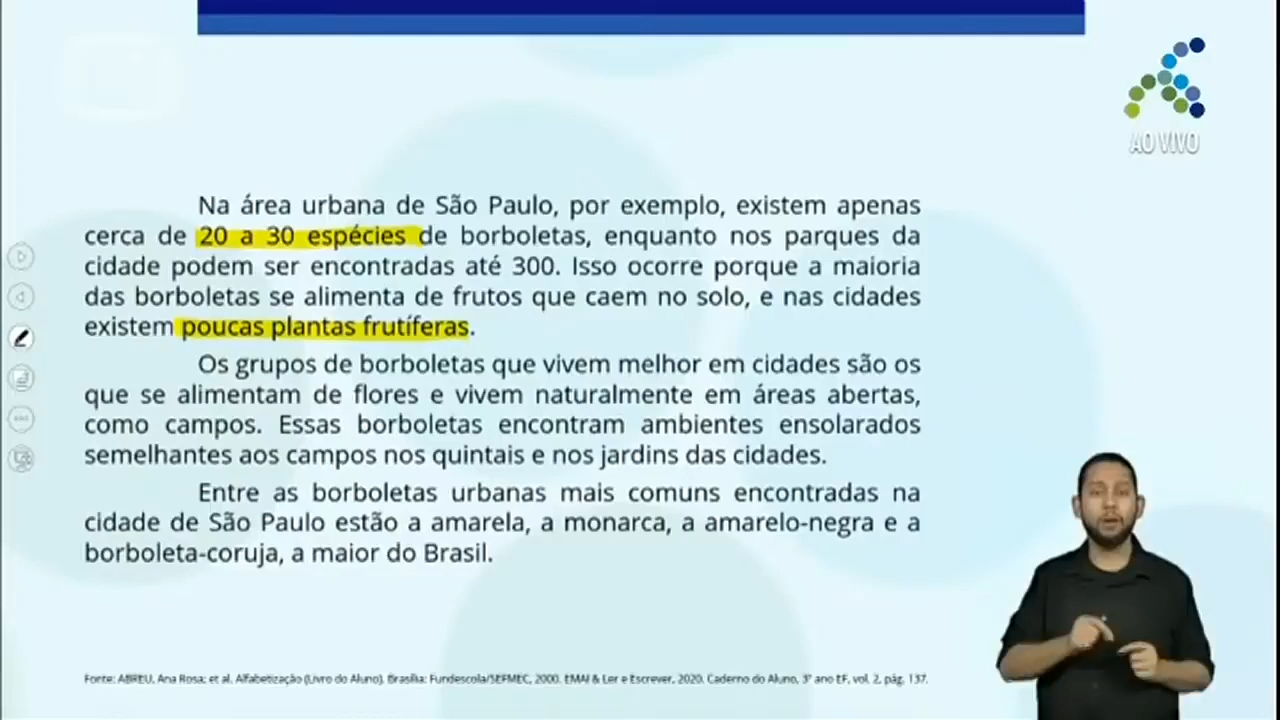 AO VIVO
Na área urbana de São Paulo, por exemplo, existem apenas
cerca de 20 a 30 espécies de borboletas, enquanto nos parques da
cidade podem ser encontradas até 300. Isso ocorre porque a maioria
das borboletas se alimenta de frutos que caem no solo, e nas cidades
existem poucas plantas frutíferas.
Os grupos de borboletas que vivem melhor em cidades são os
que se alimentam de flores e vivem naturalmente em áreas abertas,
como campos. Essas borboletas encontram ambientes ensolarados
semelhantes aos campos nos quintais e nos jardins das cidades.
Entre as borboletas urbanas mais comuns encontradas na
cidade de São Paulo estão a amarela, a monarca, a amarelo-negra e a
borboleta-coruja, a maior do Brasil.
Fonte: ABREU, Ana Rosa; et al. Alfabetização (Livro do Aluno). Brasília: Fundescola/SEFMEC, 2000. EMAI & Ler e Escrever, 2020. Caderno do Aluno, 3º ano EF, vol. 2, pág. 137.